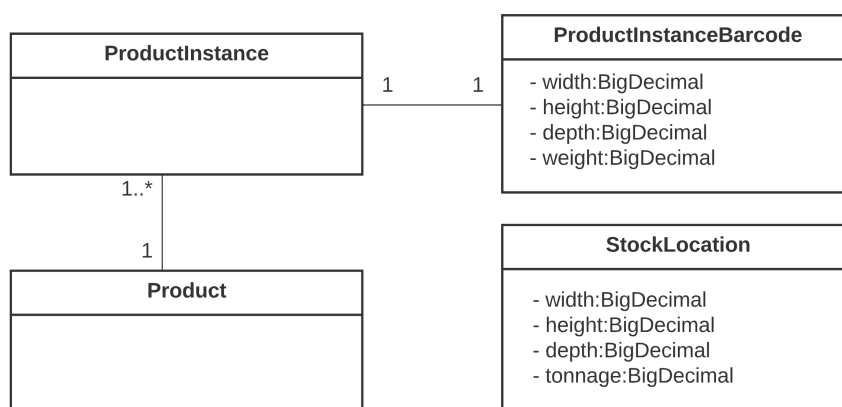 ProductInstance
1
1..*
1
Product
1
ProductInstanceBarcode
- width:BigDecimal
- height:BigDecimal
- depth:BigDecimal
- weight:BigDecimal
StockLocation
- width:BigDecimal
- height:BigDecimal
- depth:BigDecimal
- tonnage:BigDecimal